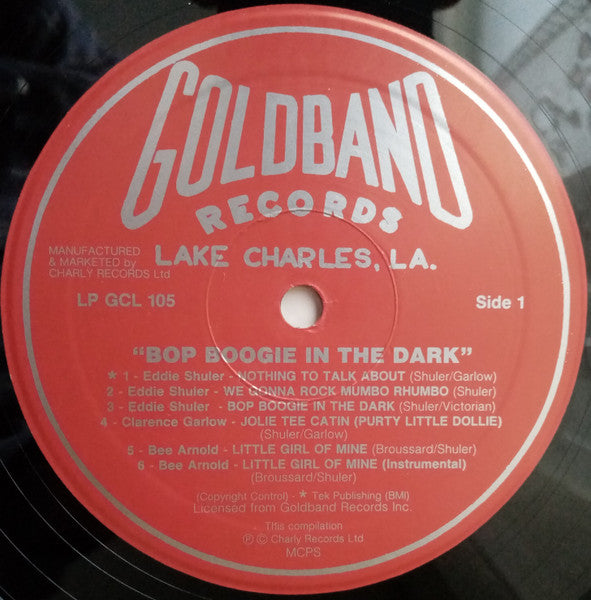 GOLDBAND
RECORDS
LAKE CHARLES, LA.
MANUFACTURED
& MARKETED by
CHARLY RECORDS Ltd
LP GCL 105
Side 1
"BOP BOOGIE IN THE DARK"
* 1 - Eddie Shuler - NOTHING TO TALK ABOUT (Shuler/Garlow)
2 - Eddie Shuler - WE GONNA ROCK MUMBO RHUMBO (Shuler)
3 - Eddie Shuler - BOP BOOGIE IN THE DARK (Shuler/Victorian)
4 - Clarence Garlow - JOLIE TEE CATIN (PURTY LITTLE DOLLIE)
(Shuler/Garlow)
5 - Bee Arnold - LITTLE GIRL OF MINE (Broussard/Shuler)
6 - Bee Arnold - LITTLE GIRL OF MINE (Instrumental)
(Broussard/Shuler)
(Copyright Control) - * Tek Publishing (BMI)
Licensed from Goldband Records Inc.
This compilation
℗ © Charly Records Ltd
MCPS